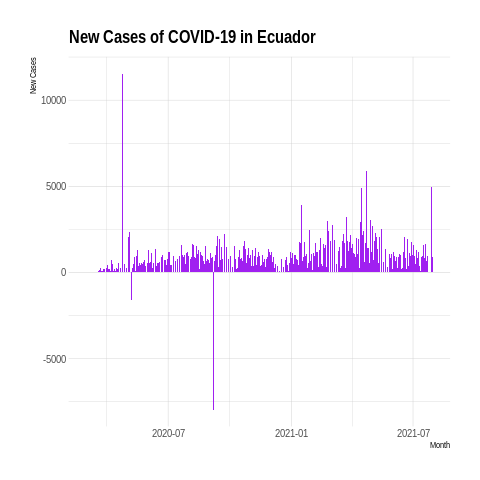 New Cases of COVID-19 in Ecuador
New Cases
10000
5000
0
-5000
2020-07
2021-01
2021-07
Month